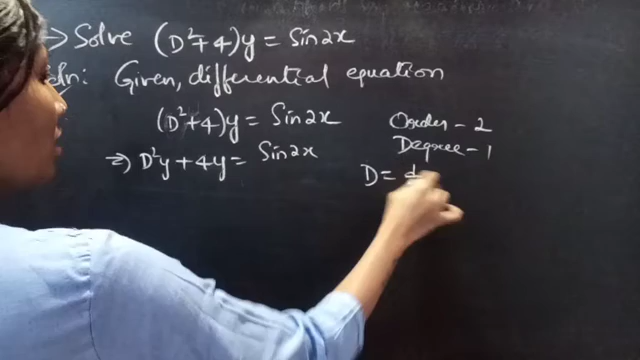 → Solve (D²+4)y = Sin2x
Soln: Given, differential equation
(D²+4)y = Sin2x
Order - 2
⇒ D²y + 4y = Sin2x
Degree - 1
D = d